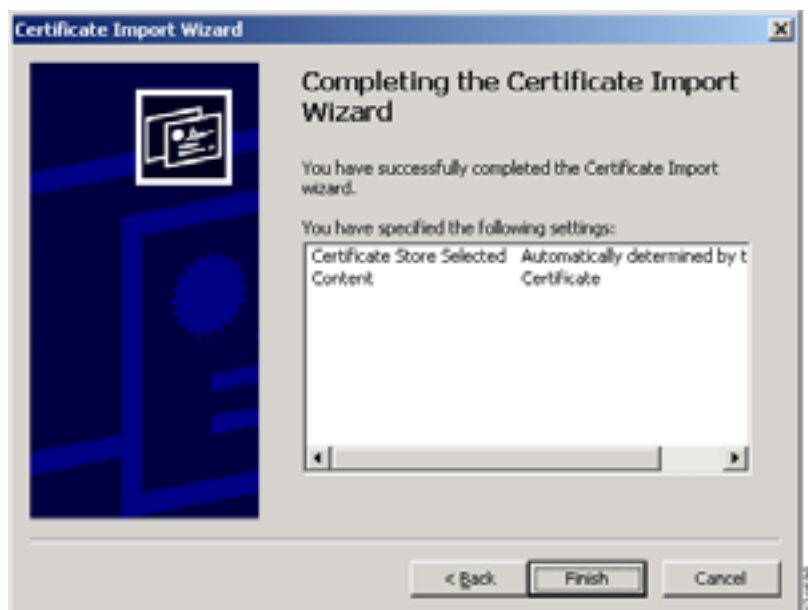 Certificate Import Wizard
Completing the Certificate Import
Wizard
You have successfully completed the Certificate Import
wizard.
You have specified the following settings:
Certificate Store Selected Automatically determined by t
Content Certificate
< Back Finish Cancel